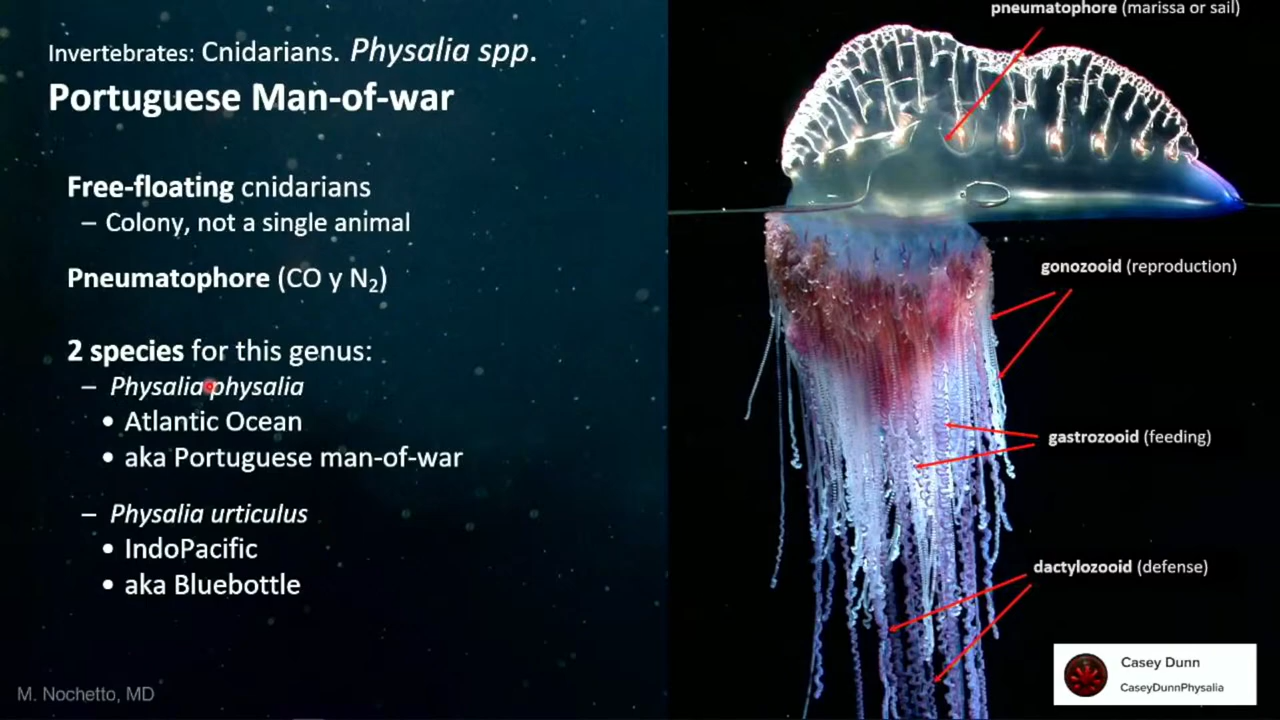 Invertebrates: Cnidarians. Physalia spp.
Portuguese Man-of-war
Free-floating cnidarians
– Colony, not a single animal
Pneumatophore (CO y N₂)
2 species for this genus:
– Physalia physalia
• Atlantic Ocean
• aka Portuguese man-of-war
– Physalia urticulus
• IndoPacific
• aka Bluebottle
M. Nochetto, MD
pneumatophore (marissa or sail)
gonozooid (reproduction)
gastrozooid (feeding)
dactylozooid (defense)
Casey Dunn
CaseyDunnPhysalia